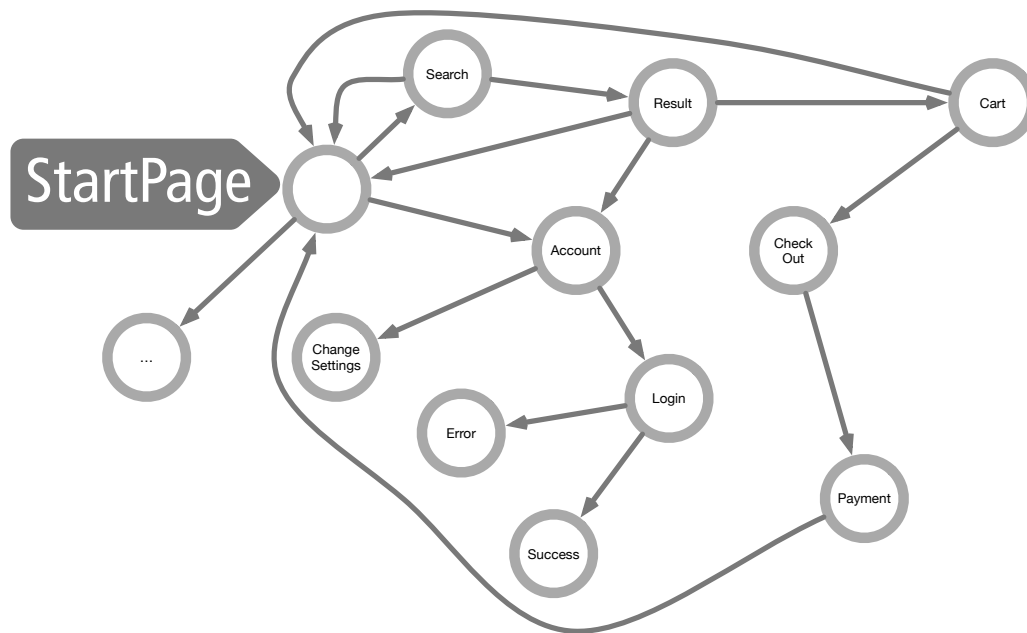 Search
Result
Cart
StartPage
Account
Check
Out
...
Change
Settings
Login
Error
Payment
Success